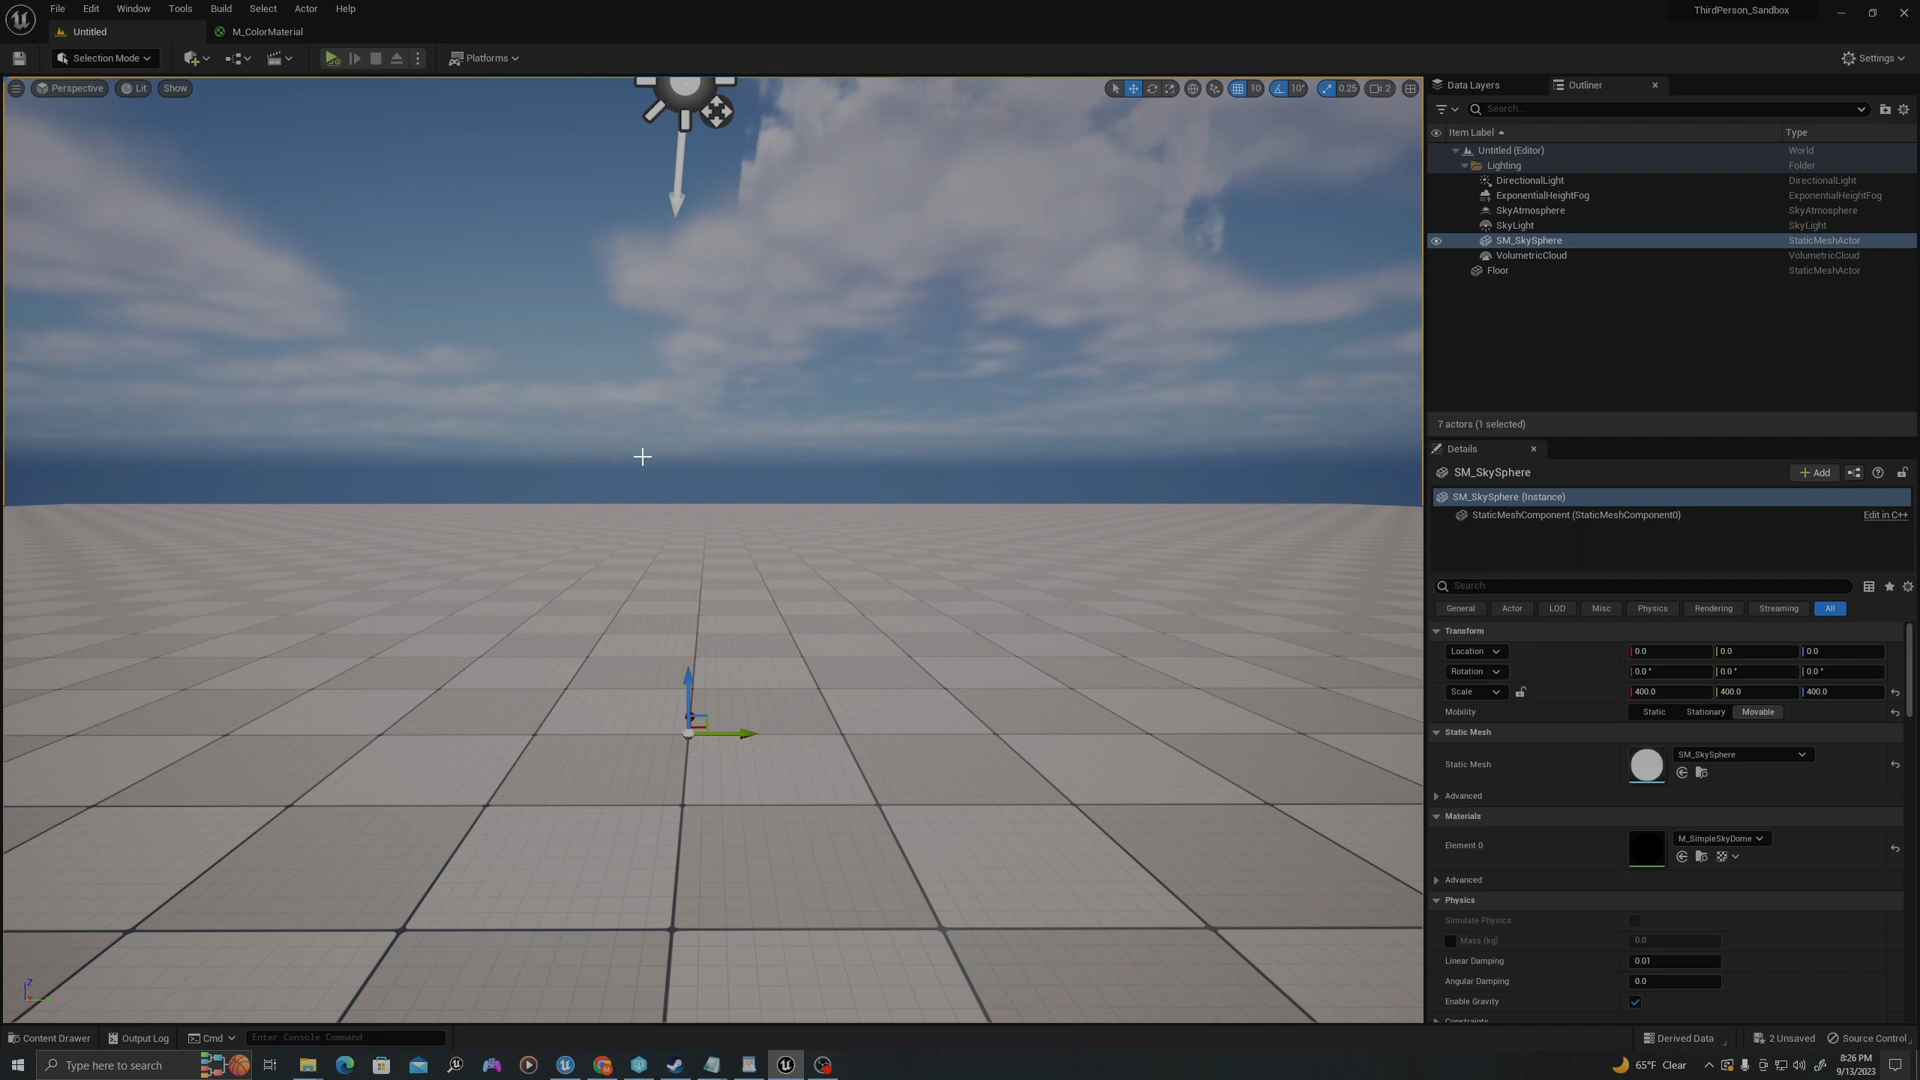 File Edit Window Tools Build Select Actor Help
ThirdPerson_Sandbox
Untitled
M_ColorMaterial
Selection Mode
Platforms
Settings
Perspective Lit Show
10 10° 0.25 2
Data Layers
Outliner
Search...
Item Label Type
Untitled (Editor) World
Lighting Folder
DirectionalLight DirectionalLight
ExponentialHeightFog ExponentialHeightFog
SkyAtmosphere SkyAtmosphere
SkyLight SkyLight
SM_SkySphere StaticMeshActor
VolumetricCloud VolumetricCloud
Floor StaticMeshActor
7 actors (1 selected)
Details
SM_SkySphere
Add
SM_SkySphere (Instance)
StaticMeshComponent (StaticMeshComponent0) Edit in C++
Search
General Actor LOD Misc Physics Rendering Streaming All
Transform
Location 0.0 0.0 0.0
Rotation 0.0 ° 0.0 ° 0.0 °
Scale 400.0 400.0 400.0
Mobility Static Stationary Movable
Static Mesh
Static Mesh SM_SkySphere
Advanced
Materials
Element 0 M_SimpleSkyDome
Advanced
Physics
Simulate Physics
Mass (kg) 0.0
Linear Damping 0.01
Angular Damping 0.0
Enable Gravity
Constraints
Z
Content Drawer Output Log Cmd Enter Console Command
Derived Data 2 Unsaved Source Control
Type here to search
65°F Clear
8:26 PM
9/13/2023